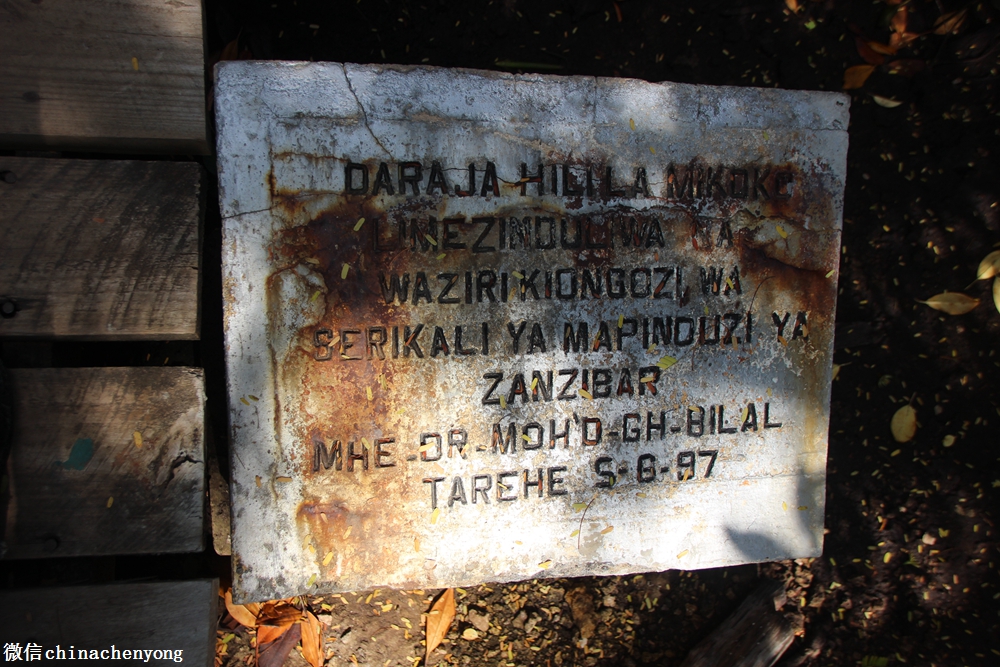 DARAJA HILI LA MIKOKO
LIMEZINDULIWA NA
WAZIRI KIONGOZI, WA
SERIKALI YA MAPINDUZI YA
ZANZIBAR
MHE-DR-MOH'D-GH-BILAL
TAREHE 5-6-97
微信chinachenyong